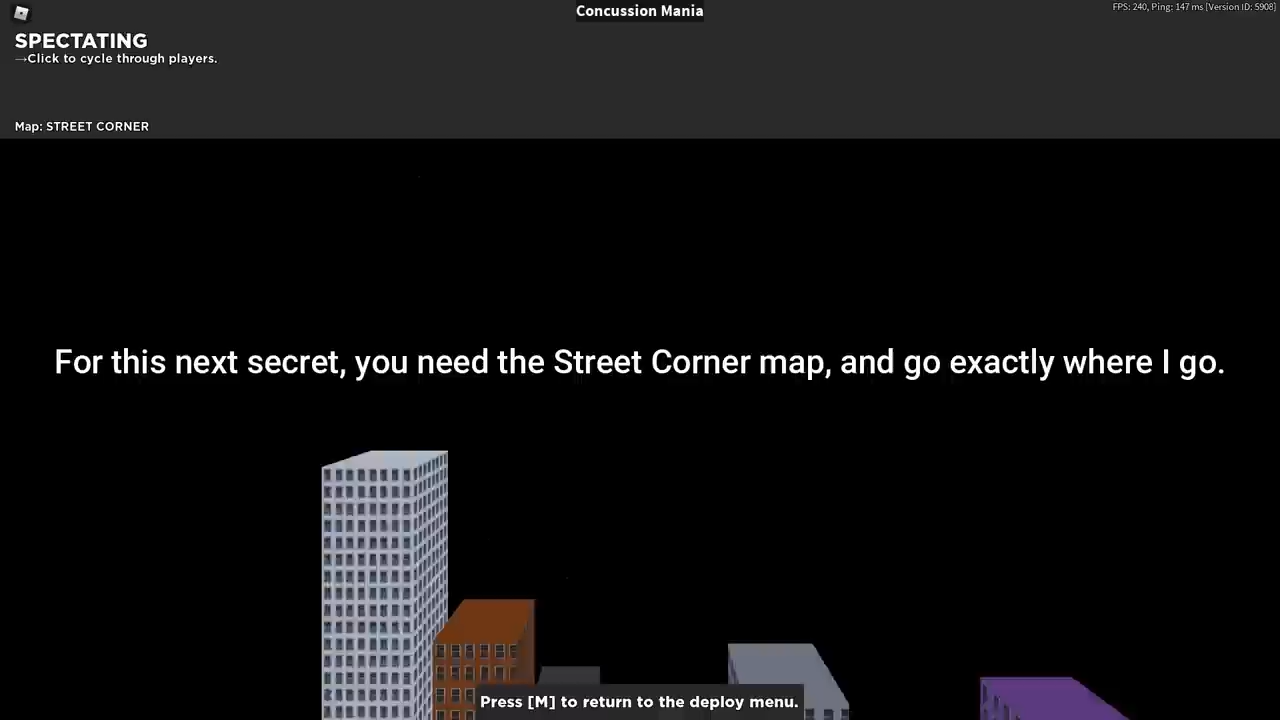 Concussion Mania
FPS: 240, Ping: 147 ms [Version ID: 5908]
SPECTATING
→Click to cycle through players.
Map: STREET CORNER
For this next secret, you need the Street Corner map, and go exactly where I go.
Press [M] to return to the deploy menu.